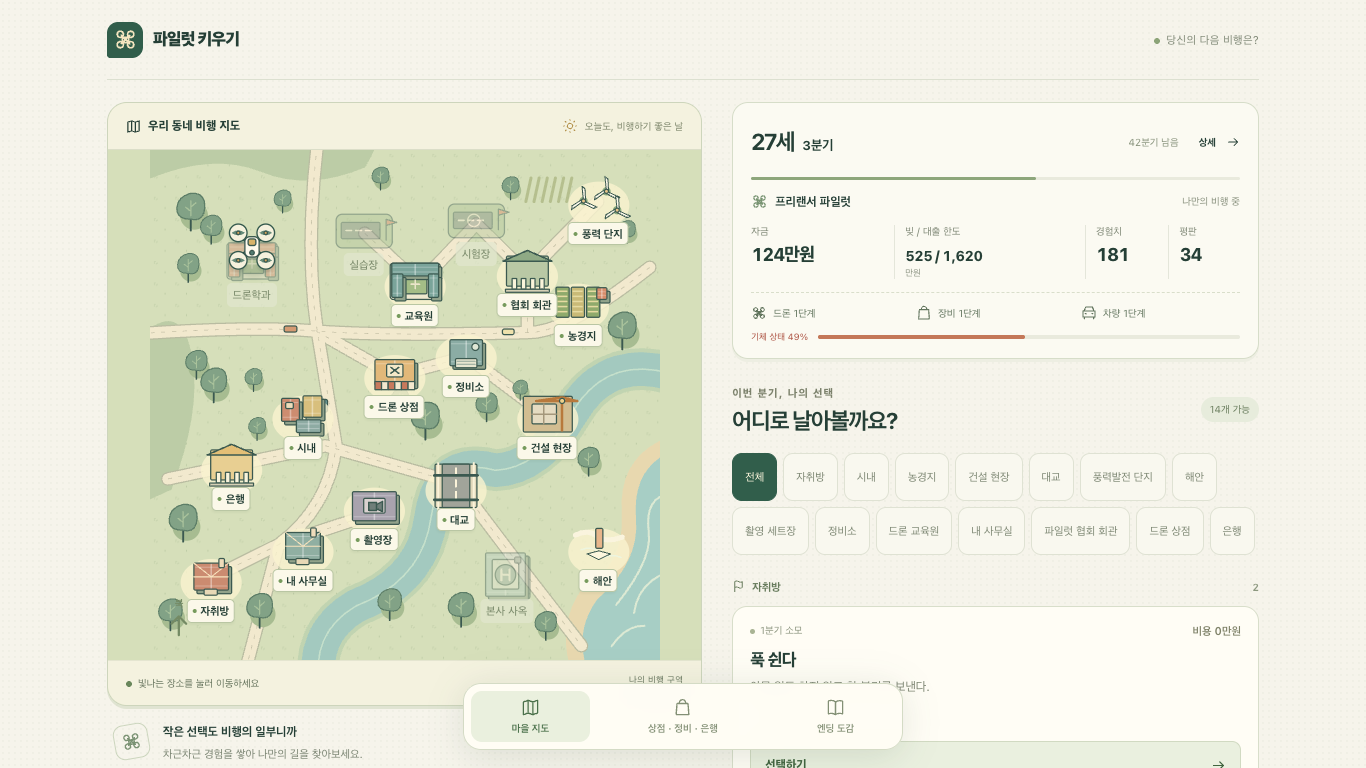 파일럿 키우기
당신의 다음 비행은?
우리 동네 비행 지도
오늘도, 비행하기 좋은 날
풍력 단지
실습장
시험장
드론학과
교육원
협회 회관
농경지
정비소
드론 상점
시내
건설 현장
은행
대교
촬영장
내 사무실
해안
자취방
본사 사옥
H
빛나는 장소를 눌러 이동하세요
나의 비행 구역
작은 선택도 비행의 일부니까
차근차근 경험을 쌓아 나만의 길을 찾아보세요.
27세 3분기
42분기 남음 상세
프리랜서 파일럿
나만의 비행 중
자금 빚 / 대출 한도 경험치 평판
124만원 525 / 1,620 181 34
만원
드론 1단계 장비 1단계 차량 1단계
기체 상태 49%
이번 분기, 나의 선택
어디로 날아볼까요?
14개 가능
전체 자취방 시내 농경지 건설 현장 대교 풍력발전 단지 해안
촬영 세트장 정비소 드론 교육원 내 사무실 파일럿 협회 회관 드론 상점 은행
자취방
2
1분기 소모
비용 0만원
푹 쉰다
보낸다.
선택하기
마을 지도 상점 · 정비 · 은행 엔딩 도감